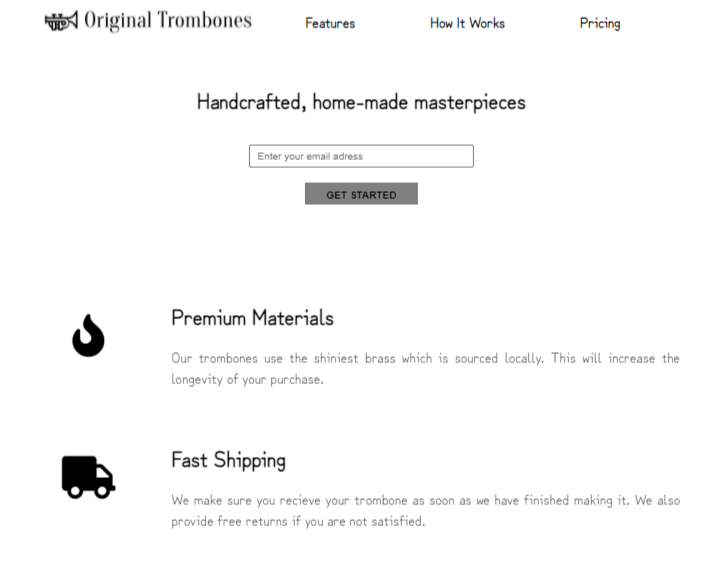 Original Trombones
Features
How It Works
Pricing
Handcrafted, home-made masterpieces
Enter your email adress
GET STARTED
Premium Materials
Our trombones use the shiniest brass which is sourced locally. This will increase the
longevity of your purchase.
Fast Shipping
We make sure you recieve your trombone as soon as we have finished making it. We also
provide free returns if you are not satisfied.